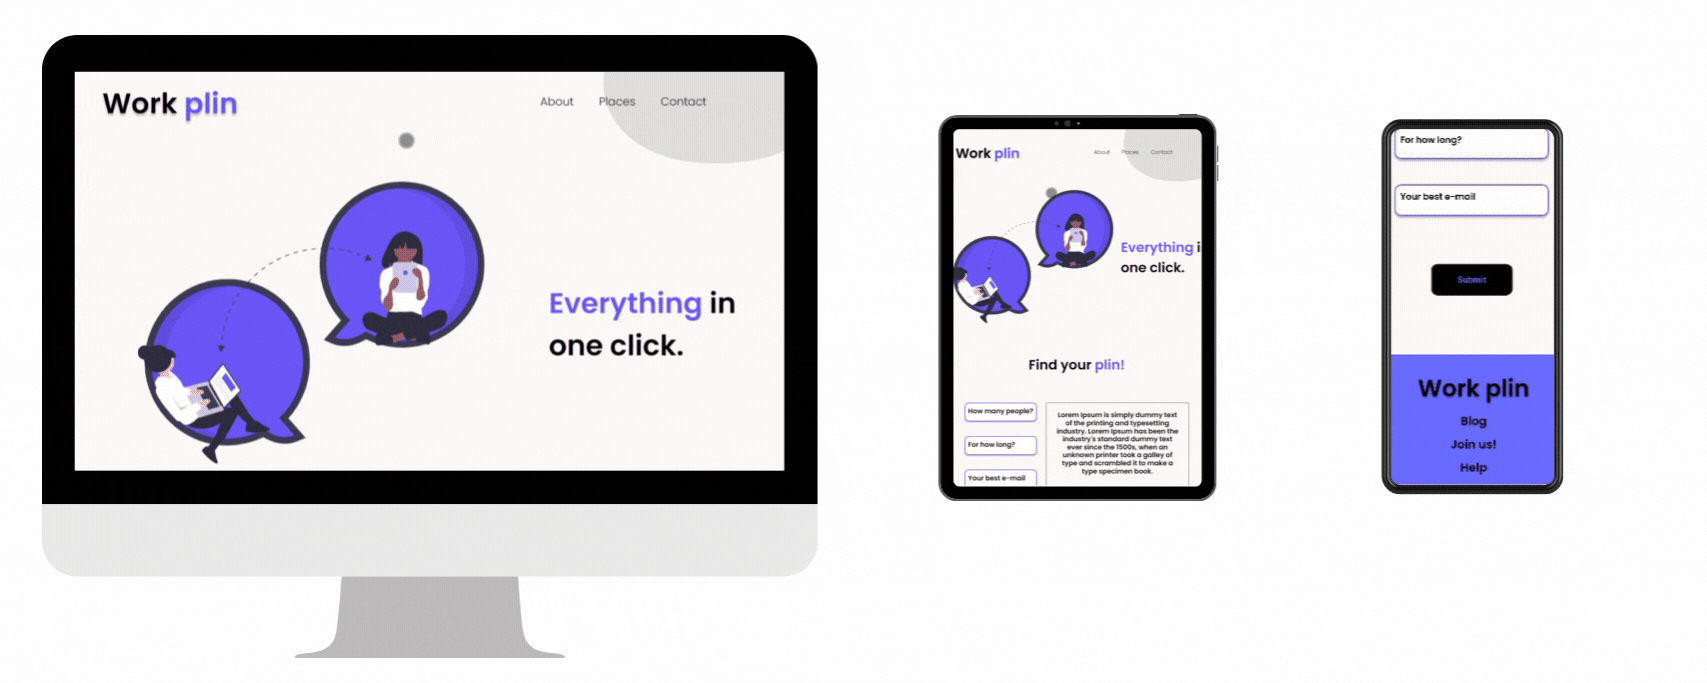 Work plin
About Places Contact
Everything in
one click.
Work plin
About Places Contact
Everything i
one click.
Find your plin!
How many people?
For how long?
Your best e-mail
Lorem Ipsum is simply dummy text
of the printing and typesetting
industry. Lorem Ipsum has been the
industry's standard dummy text
ever since the 1500s, when an
unknown printer took a galley of
type and scrambled it to make a
type specimen book.
For how long?
Your best e-mail
Submit
Work plin
Blog
Join us!
Help